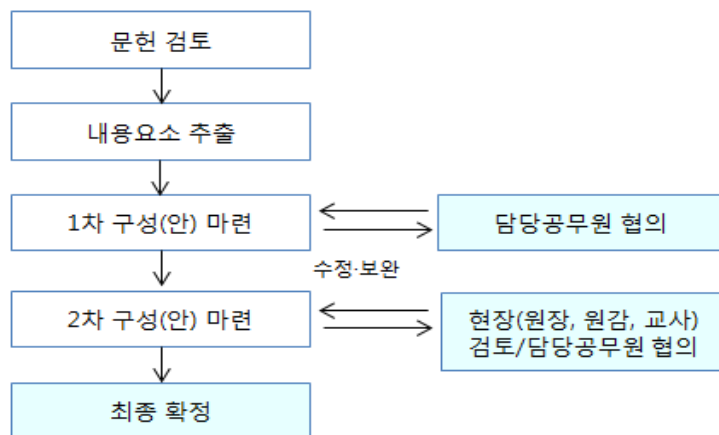 문헌 검토
내용요소 추출
1차 구성(안) 마련
담당공무원 협의
수정·보완
2차 구성(안) 마련
현장(원장, 원감, 교사)
검토/담당공무원 협의
최종 확정